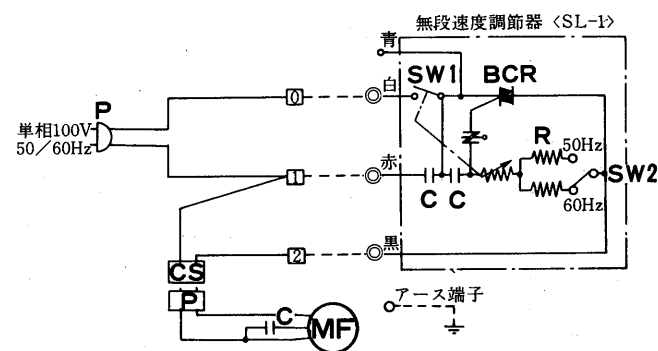 無段速度調節器〈SL-1〉
青
白
SW1
BCR
P
0
単相100V
50/60Hz
R
50Hz
赤
1
SW2
C
C
60Hz
黒
2
CS
P
アース端子
C
MF